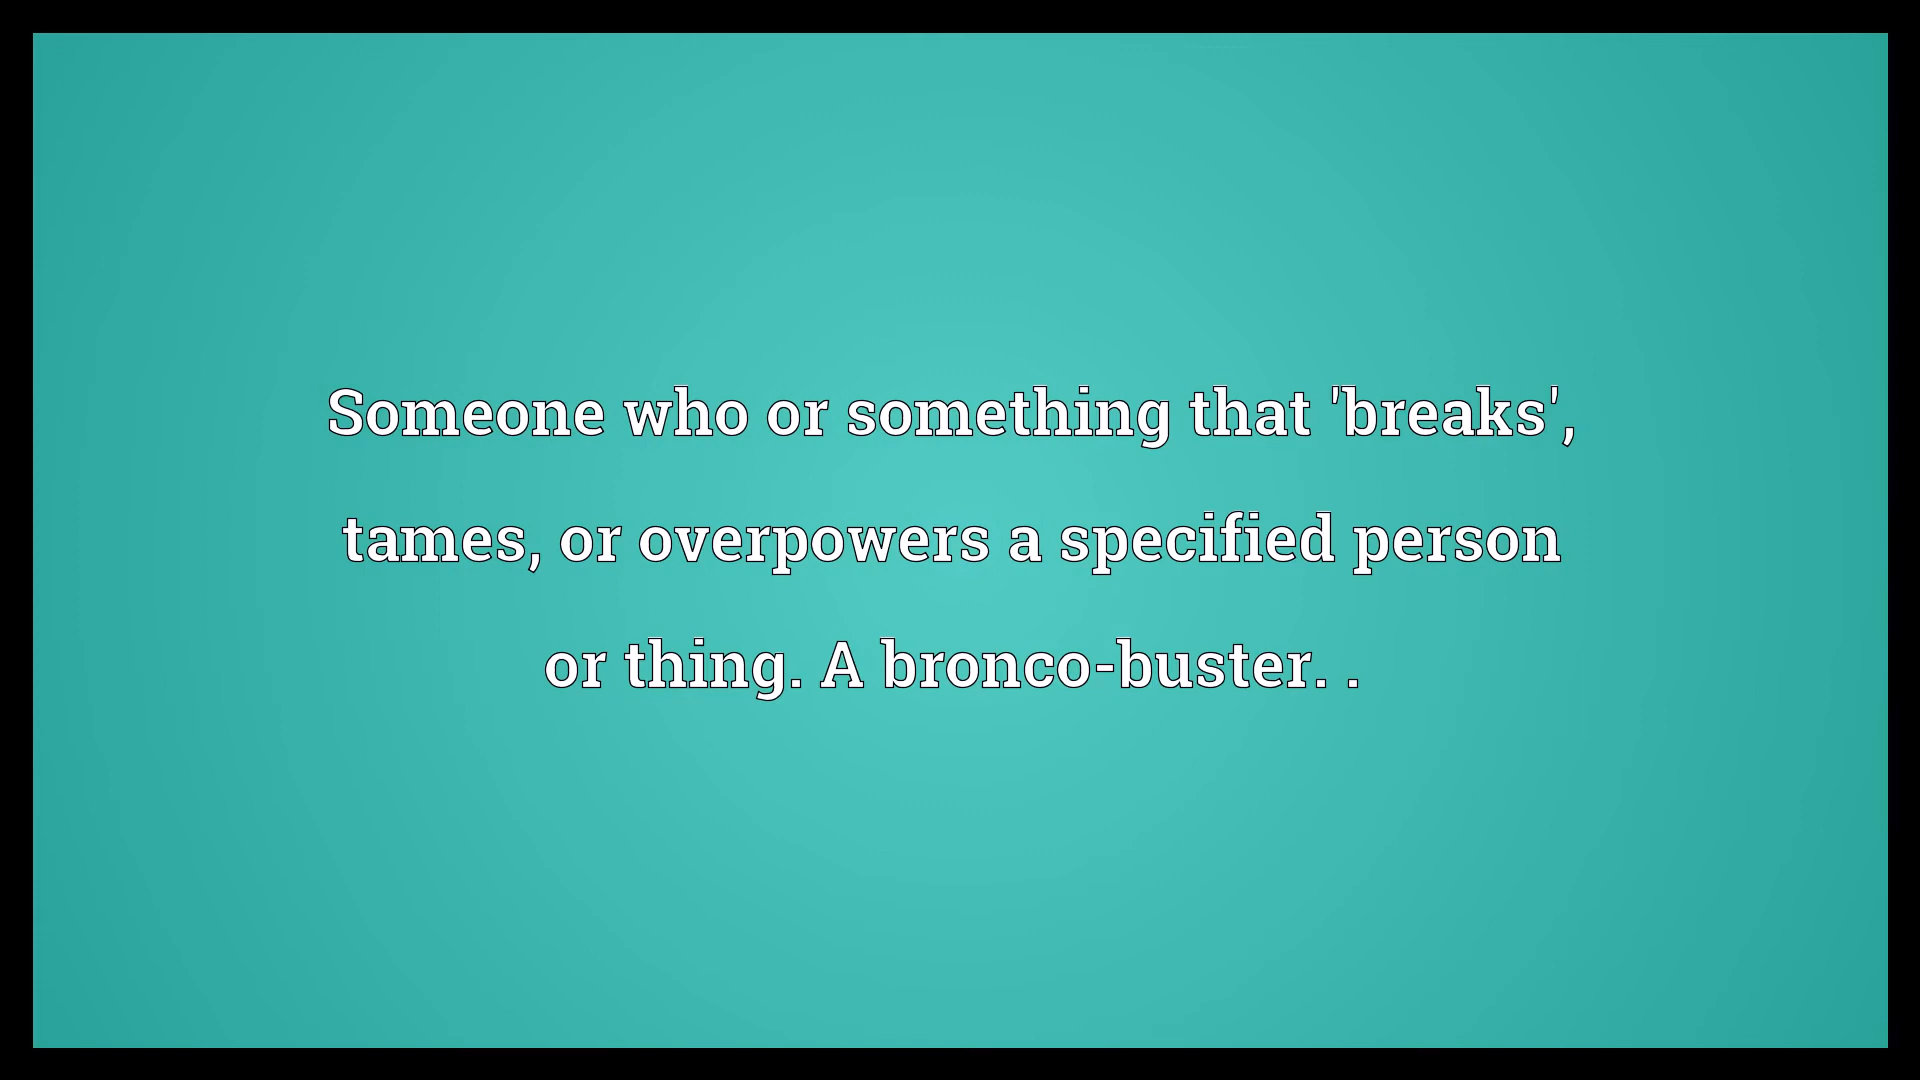 Someone who or something that 'breaks',
tames, or overpowers a specified person
or thing. A bronco-buster. .